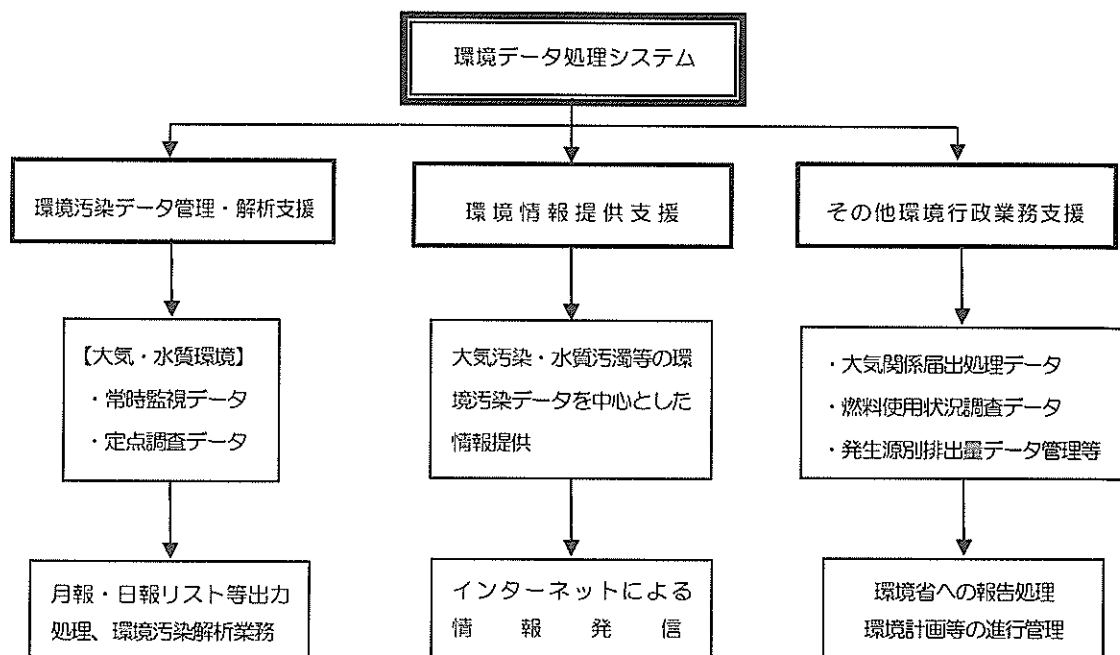 環境データ処理システム
環境汚染データ管理・解析支援
環境情報提供支援
その他環境行政業務支援
【大気・水質環境】
・常時監視データ
・定点調査データ
大気汚染・水質汚濁等の環
境汚染データを中心とした
情報提供
・大気関係届出処理データ
・燃料使用状況調査データ
・発生源別排出量データ管理等
月報・日報リスト等出力
処理、環境汚染解析業務
インターネットによる
情報発信
環境省への報告処理
環境計画等の進行管理